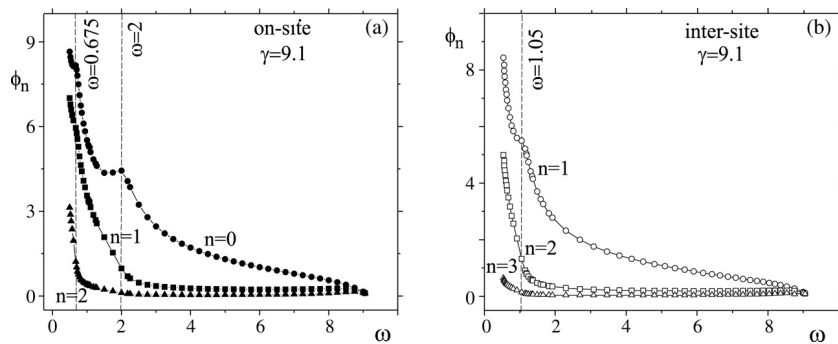 on-site
(a)
γ=9.1
ϕn
ω=0.675
ω=2
9
6
3
0
n=0
n=1
n=2
0 2 4 6 8
ω
inter-site
(b)
γ=9.1
ϕn
ω=1.05
8
4
0
n=1
n=2
n=3
0 2 4 6 8
ω